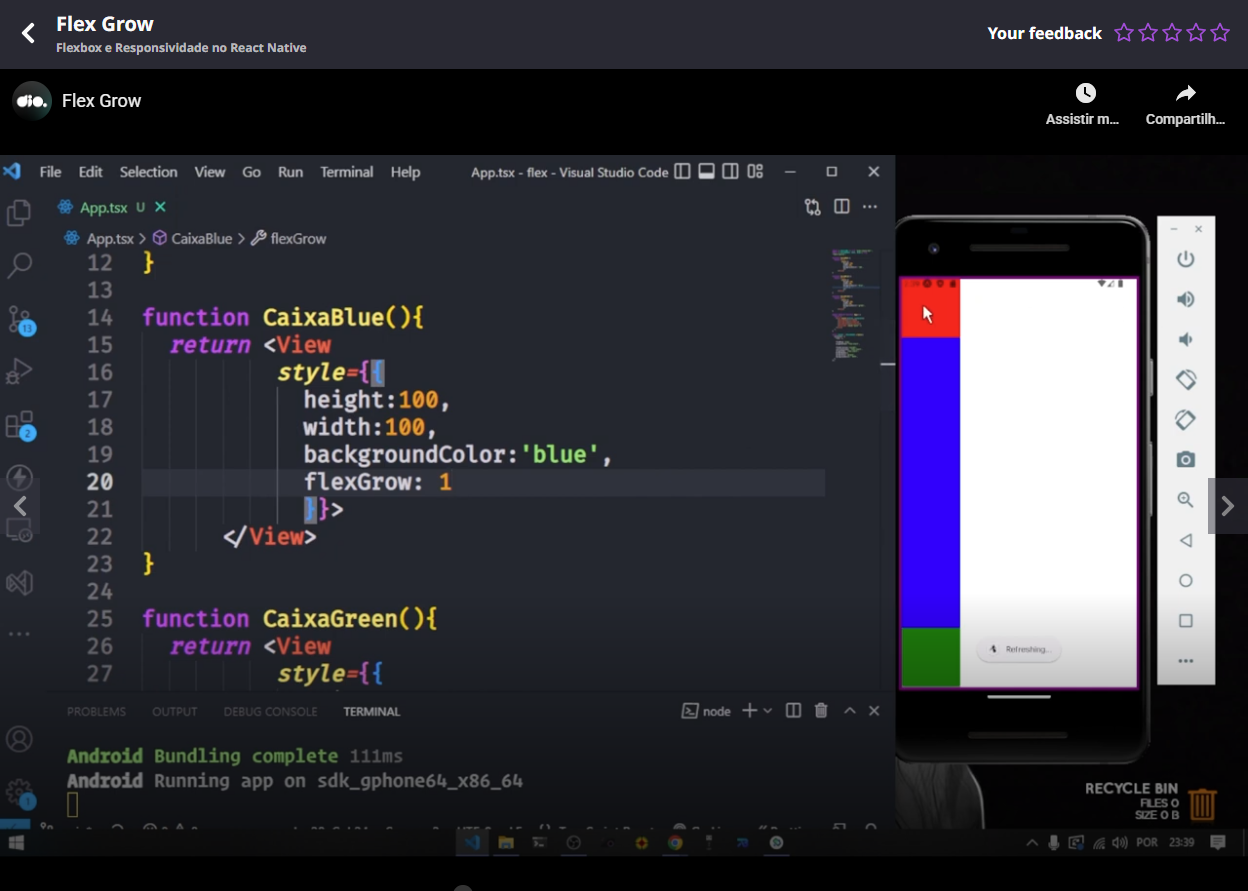 Flex Grow
Flexbox e Responsividade no React Native
Your feedback
dio.
Flex Grow
Assistir m...
Compartilh...
File Edit Selection View Go Run Terminal Help
App.tsx - flex - Visual Studio Code
App.tsx U
App.tsx > CaixaBlue > flexGrow
12 }
13
14 function CaixaBlue(){
15 return <View
16 style={{
17 height:100,
18 width:100,
19 backgroundColor:'blue',
20 flexGrow: 1
21 }}>
22 </View>
23 }
24
25 function CaixaGreen(){
26 return <View
27 style={{
13
2
1
PROBLEMS OUTPUT DEBUG CONSOLE TERMINAL
node
Android Bundling complete 111ms
Android Running app on sdk_gphone64_x86_64
Refreshing...
RECYCLE BIN
FILES 0
SIZE 0 B
POR 23:39